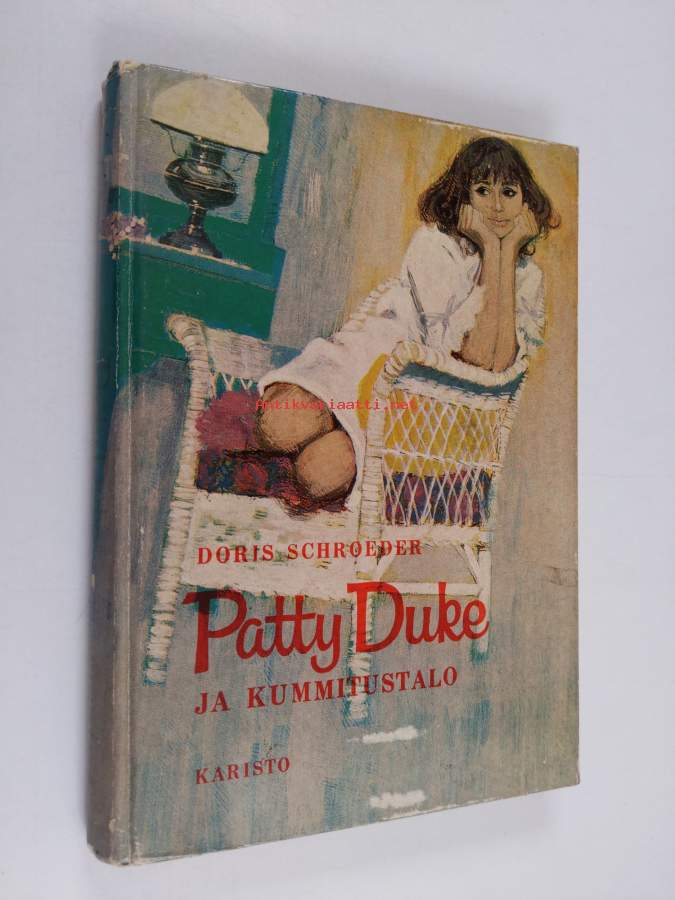 Antikvariaatti.net
DORIS SCHROEDER
Patty Duke
JA KUMMITUSTALO
KARISTO